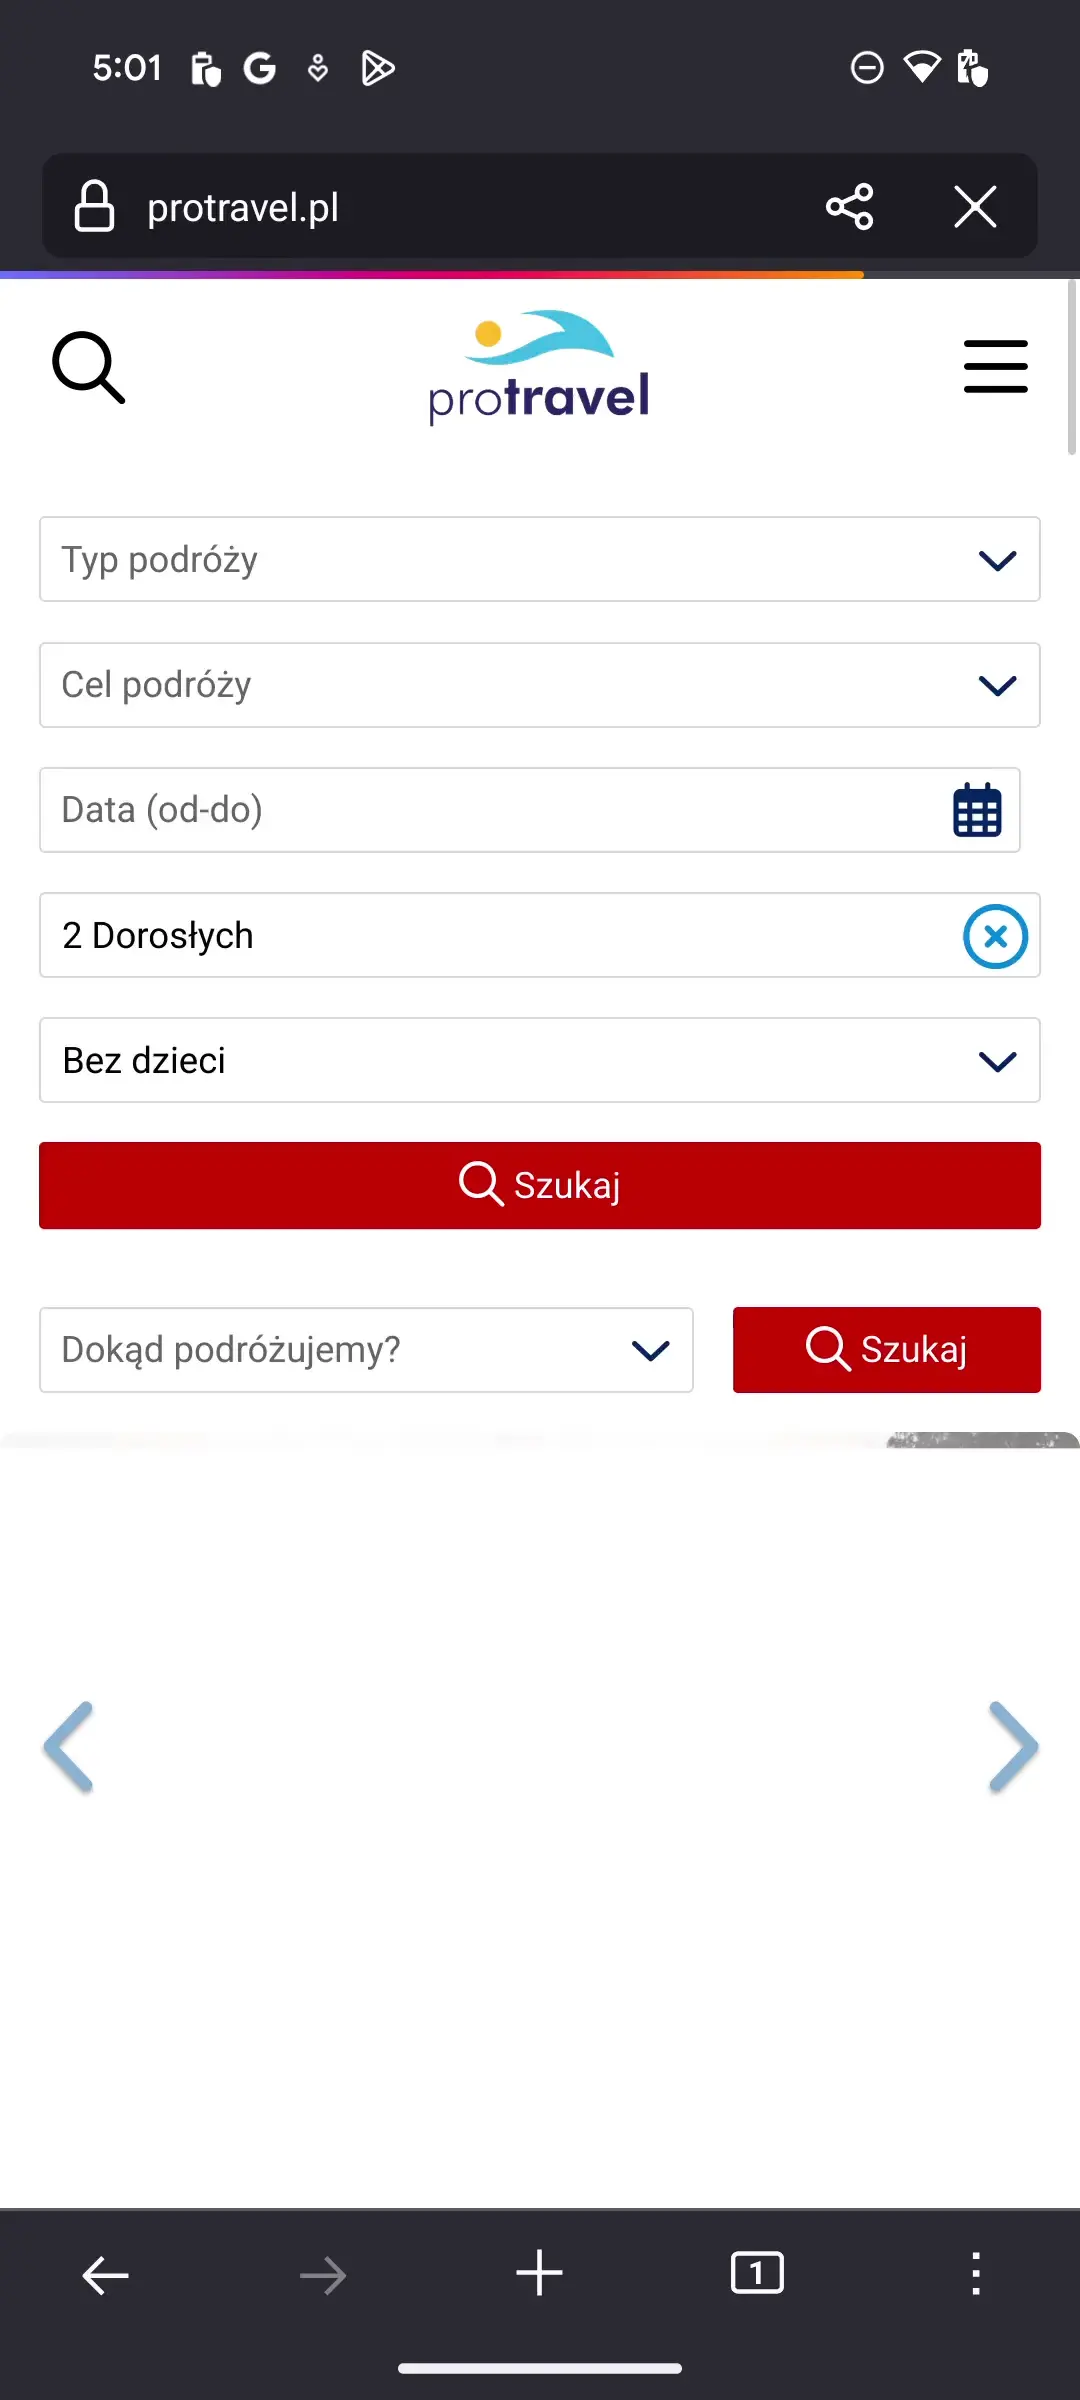 5:01
protravel.pl
protravel
Typ podróży
Cel podróży
Data (od-do)
2 Dorosłych
Bez dzieci
Szukaj
Dokąd podróżujemy?
Szukaj
1